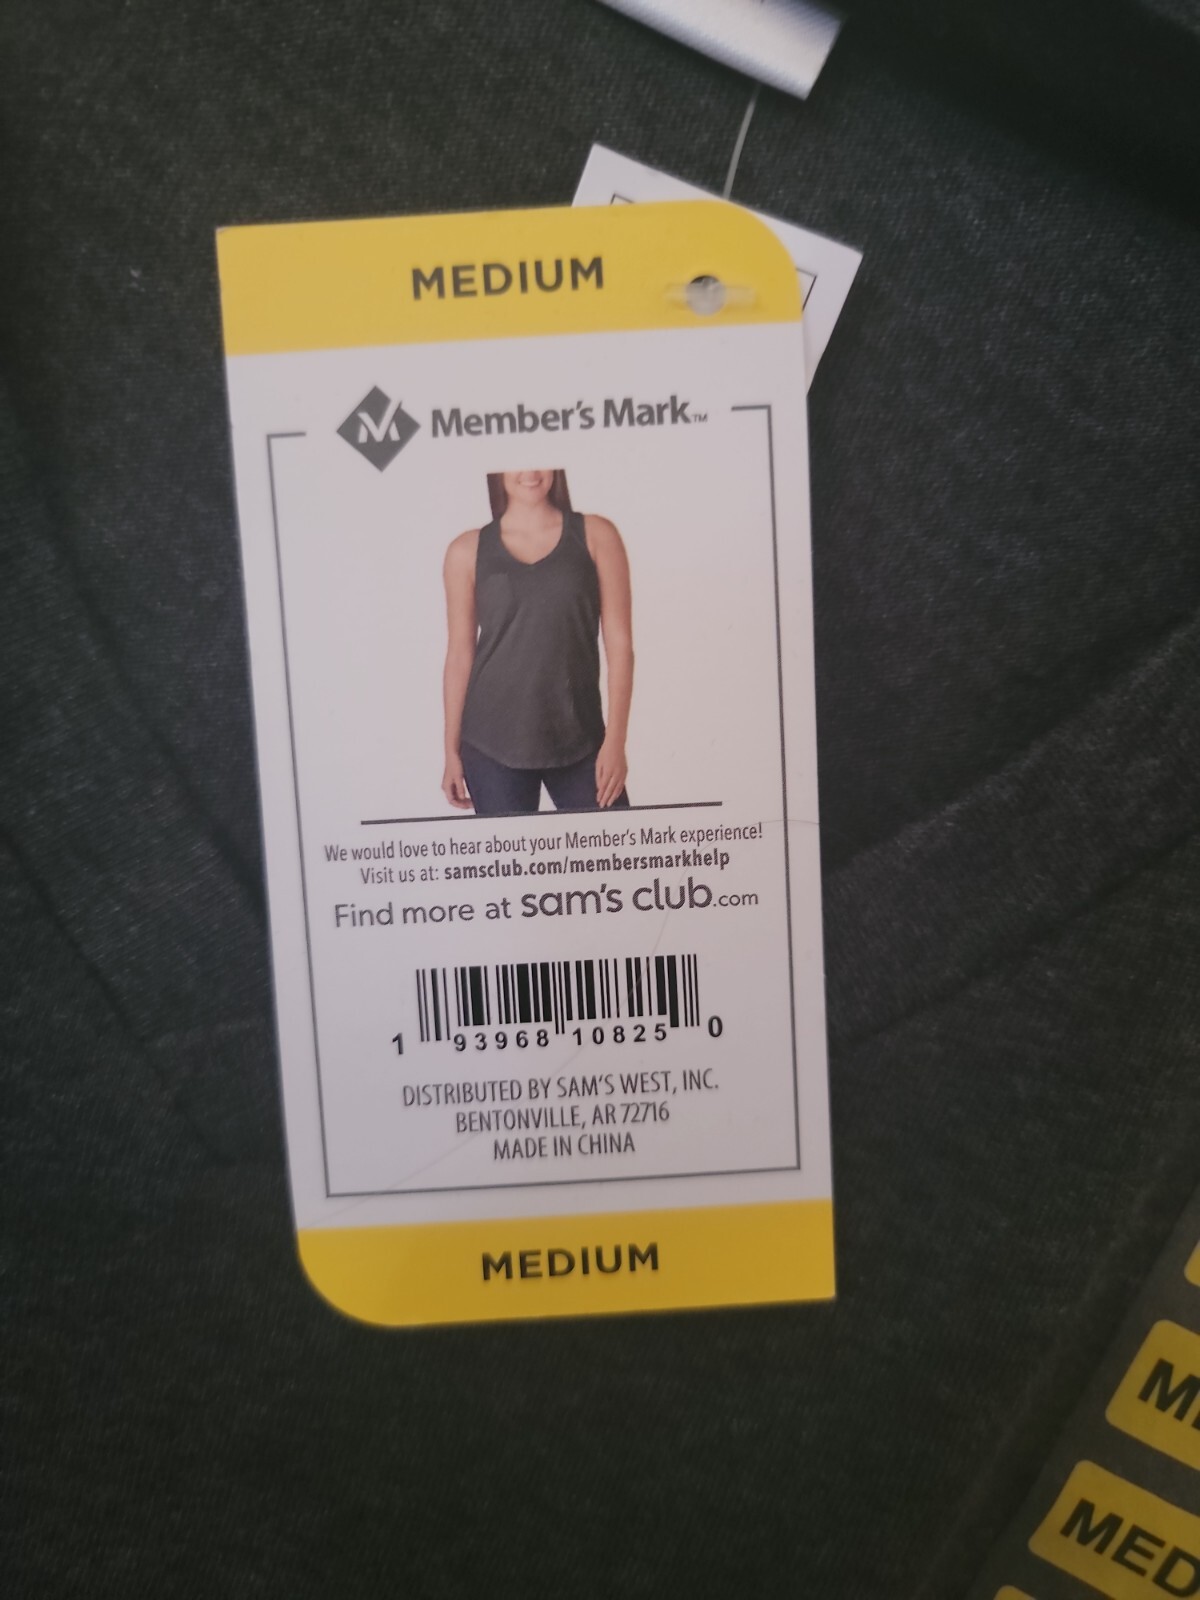 MEDIUM
Member's Mark™
We would love to hear about your Member's Mark experience!
Visit us at: samsclub.com/membersmarkhelp
Find more at sam's club.com
1 93968 10825 0
DISTRIBUTED BY SAM'S WEST, INC.
BENTONVILLE, AR 72716
MADE IN CHINA
MEDIUM
M
MED